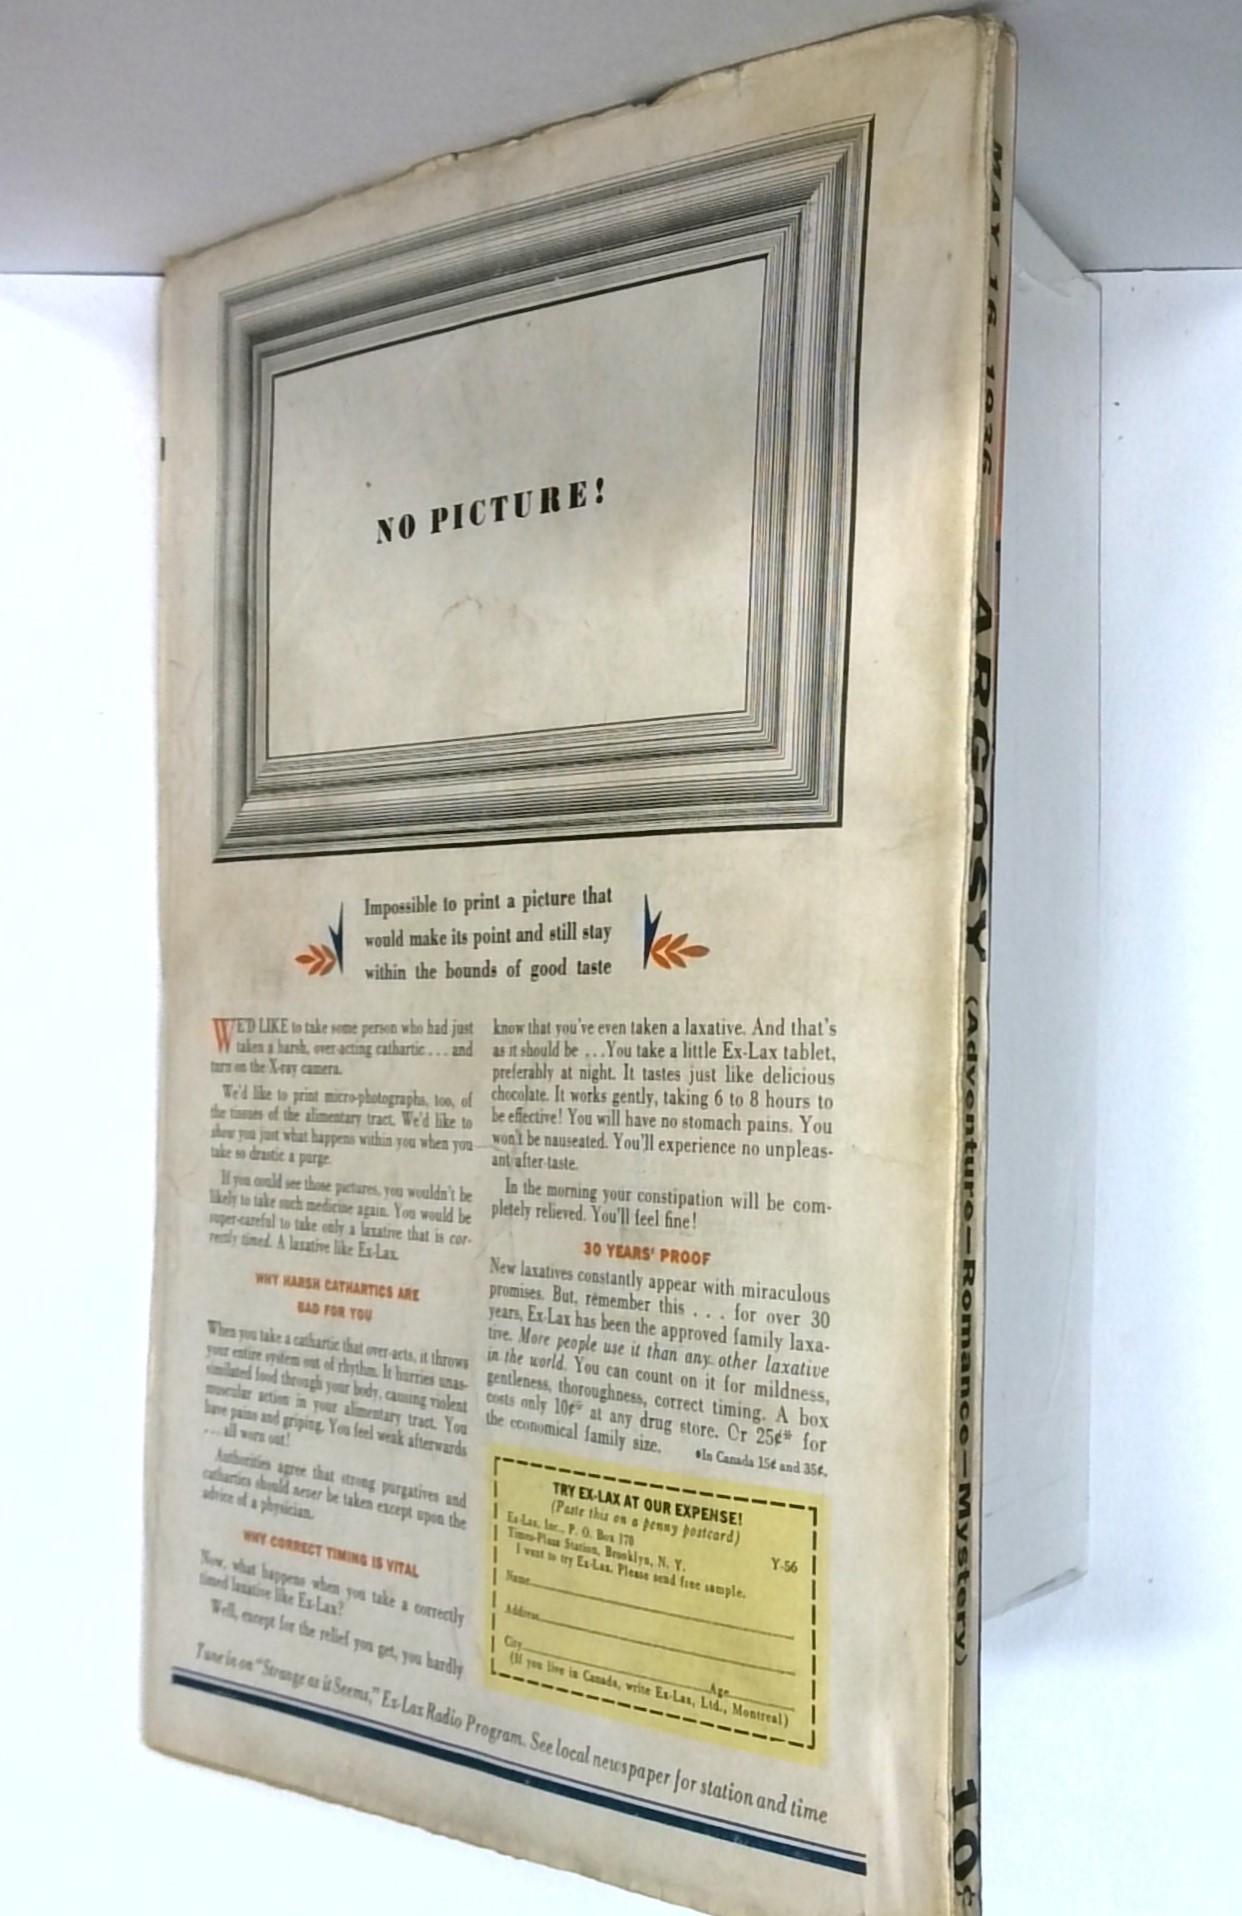 NO PICTURE!
Impossible to print a picture that
would make its point and still stay
within the bounds of good taste
WE'D LIKE to take some person who had just
taken a harsh, over-acting cathartic . . . and
turn on the X-ray camera.
We'd like to print micro-photographs, too, of
the tissues of the alimentary tract. We'd like to
show you just what happens within you when you
take so drastic a purge.
If you could see those pictures, you wouldn't be
likely to take such medicine again. You would be
super-careful to take only a laxative that is cor-
rectly timed. A laxative like Ex-Lax.
WHY HARSH CATHARTICS ARE
BAD FOR YOU
When you take a cathartic that over-acts, it throws
your entire system out of rhythm. It hurries unas-
similated food through your body, causing violent
muscular action in your alimentary tract. You
have pains and griping. You feel weak afterwards
. . . all worn out!
Authorities agree that strong purgatives and
cathartics should never be taken except upon the
advice of a physician.
WHY CORRECT TIMING IS VITAL
Now, what happens when you take a correctly
timed laxative like Ex-Lax?
Well, except for the relief you get, you hardly
know that you've even taken a laxative. And that's
as it should be ... You take a little Ex-Lax tablet,
preferably at night. It tastes just like delicious
chocolate. It works gently, taking 6 to 8 hours to
be effective! You will have no stomach pains. You
won't be nauseated. You'll experience no unpleas-
ant after-taste.
In the morning your constipation will be com-
pletely relieved. You'll feel fine!
30 YEARS' PROOF
New laxatives constantly appear with miraculous
promises. But, remember this . . . for over 30
years, Ex-Lax has been the approved family laxa-
tive. More people use it than any other laxative
in the world. You can count on it for mildness,
gentleness, thoroughness, correct timing. A box
costs only 10¢* at any drug store. Or 25¢* for
the economical family size.
*In Canada 15¢ and 35¢.
TRY EX-LAX AT OUR EXPENSE!
(Paste this on a penny postcard)
Ex-Lax, Inc., P. O. Box 170
Times-Plaza Station, Brooklyn, N. Y.
Y-56
I want to try Ex-Lax. Please send free sample.
Name
Address
City Age
(If you live in Canada, write Ex-Lax, Ltd., Montreal)
Tune in on "Strange as it Seems," Ex-Lax Radio Program. See local newspaper for station and time
MAY 16 1936 ARGOSY (Adventure—Romance—Mystery) 10¢